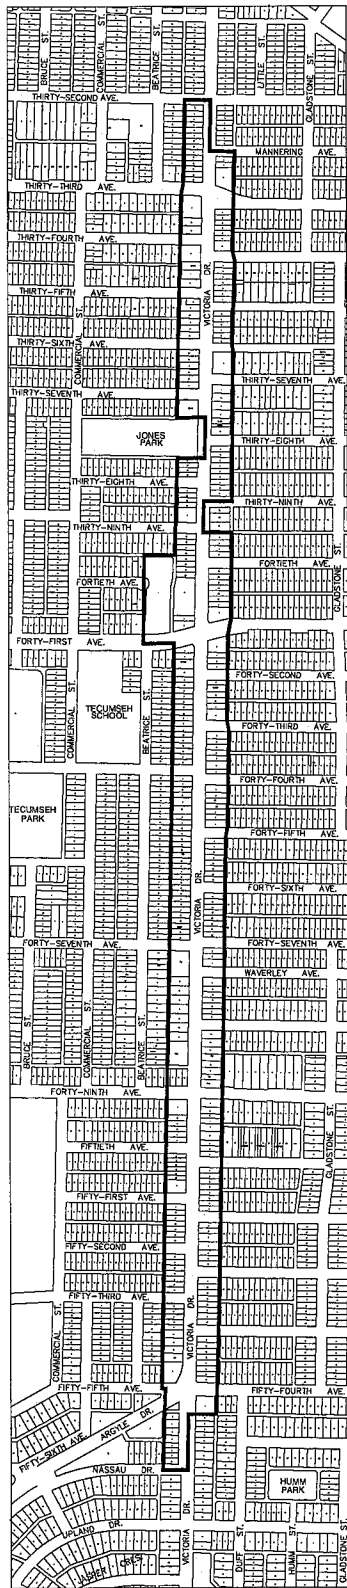 BRUCE ST.
COMMERCIAL ST.
BEATRICE ST.
LITTLE ST.
GLADSTONE ST.
THIRTY-SECOND AVE.
MANNERING AVE.
THIRTY-THIRD AVE.
THIRTY-FOURTH AVE.
VICTORIA DR.
THIRTY-FIFTH AVE.
COMMERCIAL ST.
THIRTY-SIXTH AVE.
THIRTY-SEVENTH AVE.
THIRTY-SEVENTH AVE.
JONES
PARK
THIRTY-EIGHTH AVE.
THIRTY-EIGHTH AVE.
THIRTY-NINTH AVE.
THIRTY-NINTH AVE.
FORTIETH AVE.
FORTIETH AVE.
GLADSTONE ST.
FORTY-FIRST AVE.
COMMERCIAL ST.
TECUMSEH
SCHOOL
BEATRICE ST.
FORTY-SECOND AVE.
FORTY-THIRD AVE.
FORTY-FOURTH AVE.
TECUMSEH
PARK
FORTY-FIFTH AVE.
VICTORIA DR.
FORTY-SIXTH AVE.
FORTY-SEVENTH AVE.
FORTY-SEVENTH AVE.
WAVERLEY AVE.
BRUCE ST.
COMMERCIAL ST.
BEATRICE ST.
FORTY-NINTH AVE.
GLADSTONE ST.
FIFTIETH AVE.
FIFTY-FIRST AVE.
FIFTY-SECOND AVE.
FIFTY-THIRD AVE.
VICTORIA DR.
COMMERCIAL ST.
FIFTY-FIFTH AVE.
FIFTY-FOURTH AVE.
FIFTY-SIXTH AVE.
ARGYLE DR.
NASSAU DR.
HUMM
PARK
UPLAND DR.
VICTORIA DR.
DUFF ST.
HUMM ST.
GLADSTONE ST.
JASPER CRES.